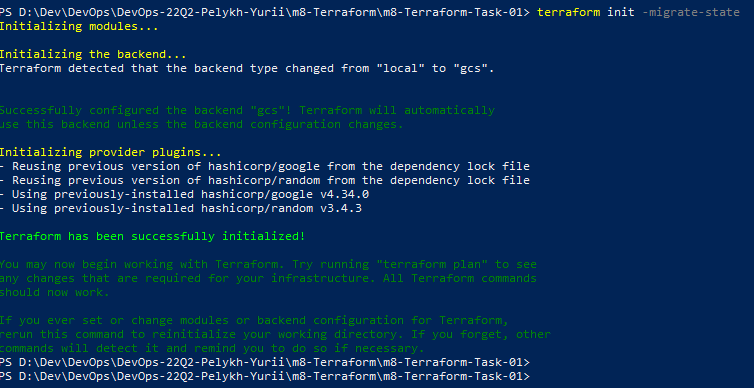 PS D:\Dev\DevOps\DevOps-22Q2-Pelykh-Yurii\m8-Terraform\m8-Terraform-Task-01> terraform init -migrate-state
Initializing modules...
Initializing the backend...
Terraform detected that the backend type changed from "local" to "gcs".
Successfully configured the backend "gcs"! Terraform will automatically
use this backend unless the backend configuration changes.
Initializing provider plugins...
- Reusing previous version of hashicorp/google from the dependency lock file
- Reusing previous version of hashicorp/random from the dependency lock file
- Using previously-installed hashicorp/google v4.34.0
- Using previously-installed hashicorp/random v3.4.3
Terraform has been successfully initialized!
You may now begin working with Terraform. Try running "terraform plan" to see
any changes that are required for your infrastructure. All Terraform commands
should now work.
If you ever set or change modules or backend configuration for Terraform,
rerun this command to reinitialize your working directory. If you forget, other
commands will detect it and remind you to do so if necessary.
PS D:\Dev\DevOps\DevOps-22Q2-Pelykh-Yurii\m8-Terraform\m8-Terraform-Task-01>
PS D:\Dev\DevOps\DevOps-22Q2-Pelykh-Yurii\m8-Terraform\m8-Terraform-Task-01>